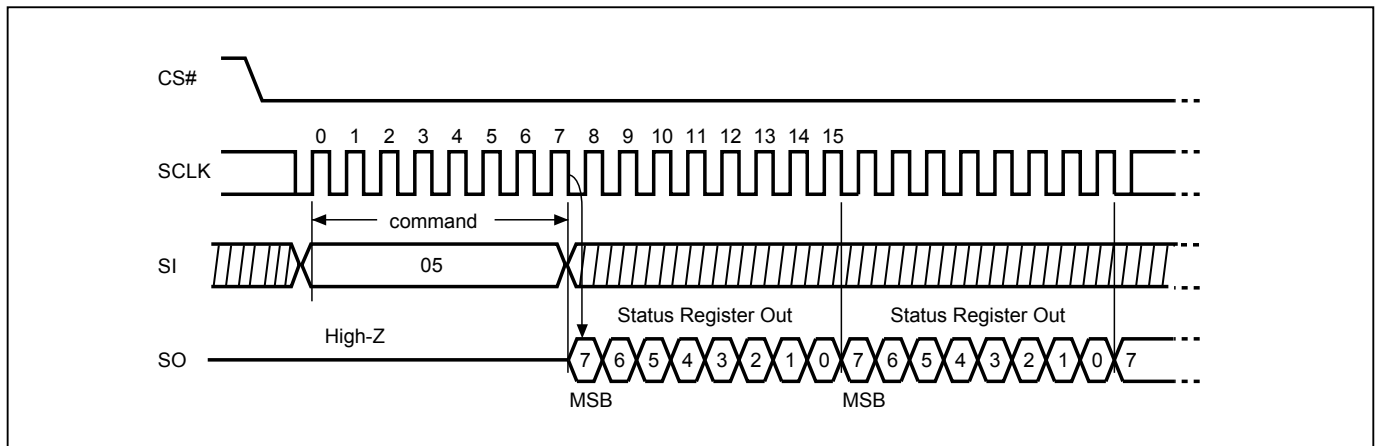 CS#
0 1 2 3 4 5 6 7 8 9 10 11 12 13 14 15
SCLK
command
SI
05
Status Register Out Status Register Out
High-Z
SO
7 6 5 4 3 2 1 0 7 6 5 4 3 2 1 0 7
MSB MSB